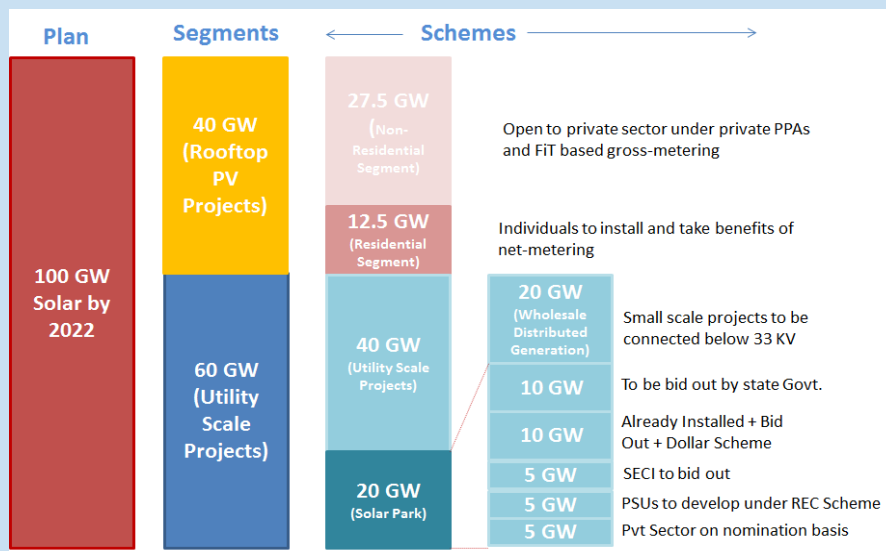 Plan
Segments
Schemes
100 GW
Solar by
2022
40 GW
(Rooftop
PV
Projects)
60 GW
(Utility
Scale
Projects)
27.5 GW
(Non-
Residential
Segment)
12.5 GW
(Residential
Segment)
40 GW
(Utility Scale
Projects)
20 GW
(Solar Park)
Open to private sector under private PPAs
and FiT based gross-metering
Individuals to install and take benefits of
net-metering
20 GW
(Wholesale
Distributed
Generation)
Small scale projects to be
connected below 33 KV
10 GW
To be bid out by state Govt.
10 GW
Already Installed + Bid
Out + Dollar Scheme
5 GW
SECI to bid out
5 GW
PSUs to develop under REC Scheme
5 GW
Pvt Sector on nomination basis